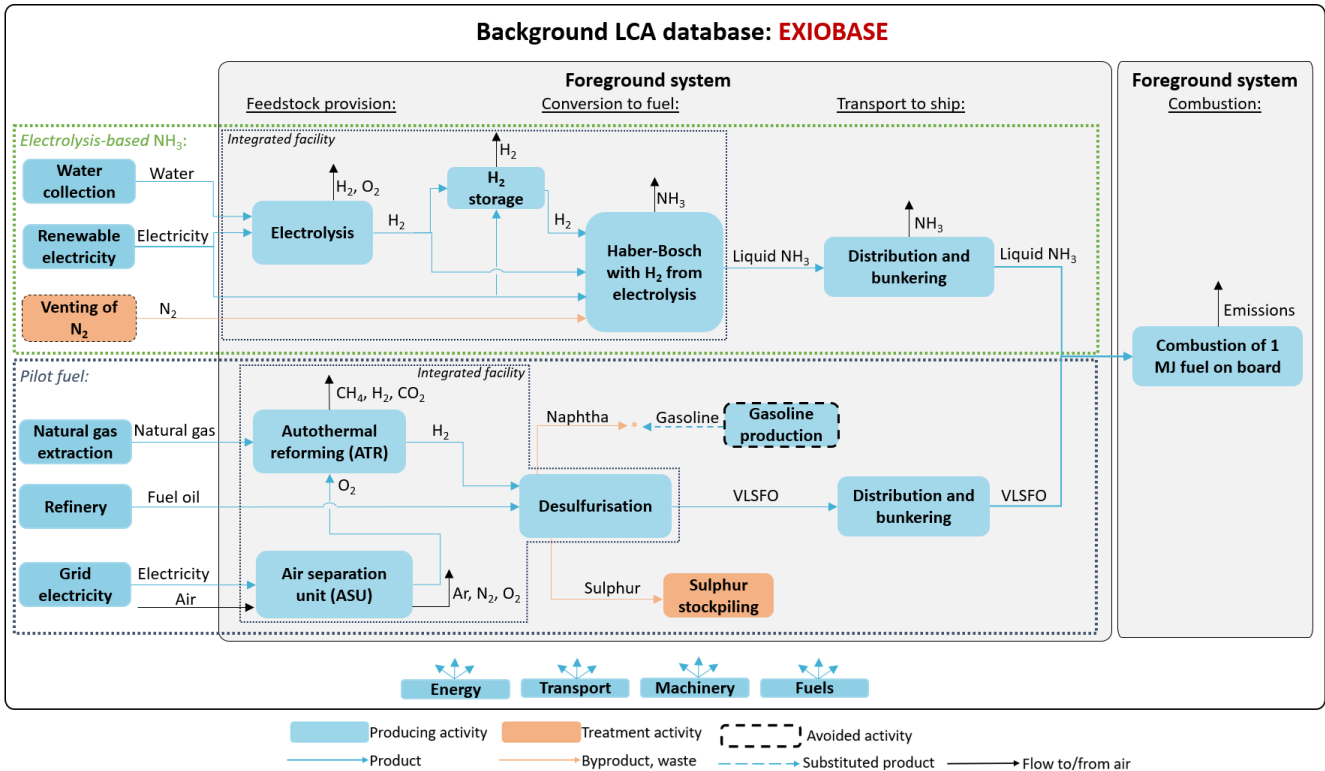 Background LCA database: EXIOBASE
Foreground system
Feedstock provision:
Conversion to fuel:
Transport to ship:
Foreground system
Combustion:
Electrolysis-based NH₃:
Integrated facility
Water
collection
Water
Renewable
electricity
Electricity
Venting of
N₂
N₂
Electrolysis
H₂, O₂
H₂
H₂
H₂
storage
H₂
NH₃
Haber-Bosch
with H₂ from
electrolysis
Liquid NH₃
NH₃
Distribution and
bunkering
Liquid NH₃
Emissions
Combustion of 1
MJ fuel on board
Pilot fuel:
Integrated facility
Natural gas
extraction
Natural gas
CH₄, H₂, CO₂
Autothermal
reforming (ATR)
H₂
O₂
Refinery
Fuel oil
Grid
electricity
Electricity
Air
Air separation
unit (ASU)
Ar, N₂, O₂
Naphtha
*
Gasoline
Gasoline
production
Desulfurisation
VLSFO
Distribution and
bunkering
VLSFO
Sulphur
Sulphur
stockpiling
Energy
Transport
Machinery
Fuels
Producing activity
Treatment activity
Avoided activity
Product
Byproduct, waste
Substituted product
Flow to/from air